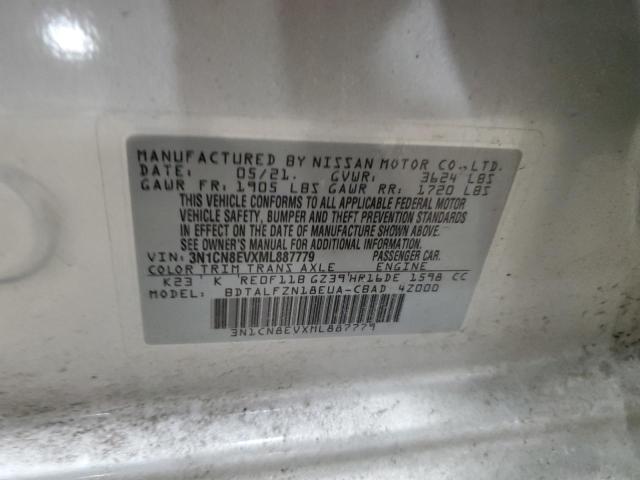 MANUFACTURED BY NISSAN MOTOR CO.,LTD.
DATE: 05/21. GVWR: 3624 LBS
GAWR FR: 1905 LBS GAWR RR: 1720 LBS
THIS VEHICLE CONFORMS TO ALL APPLICABLE FEDERAL MOTOR
VEHICLE SAFETY, BUMPER AND THEFT PREVENTION STANDARDS
IN EFFECT ON THE DATE OF MANUFACTURE SHOWN ABOVE.
SEE OWNER'S MANUAL FOR ADDITIONAL INFORMATION.
VIN: 3N1CN8EVXML887779 PASSENGER CAR.
COLOR TRIM TRANS AXLE ENGINE
K23 K RE0F11B GZ39 HR16DE 1598 CC
MODEL: BDTALFZN18EUA-CBAD 4Z000
3N1CN8EVXML887779